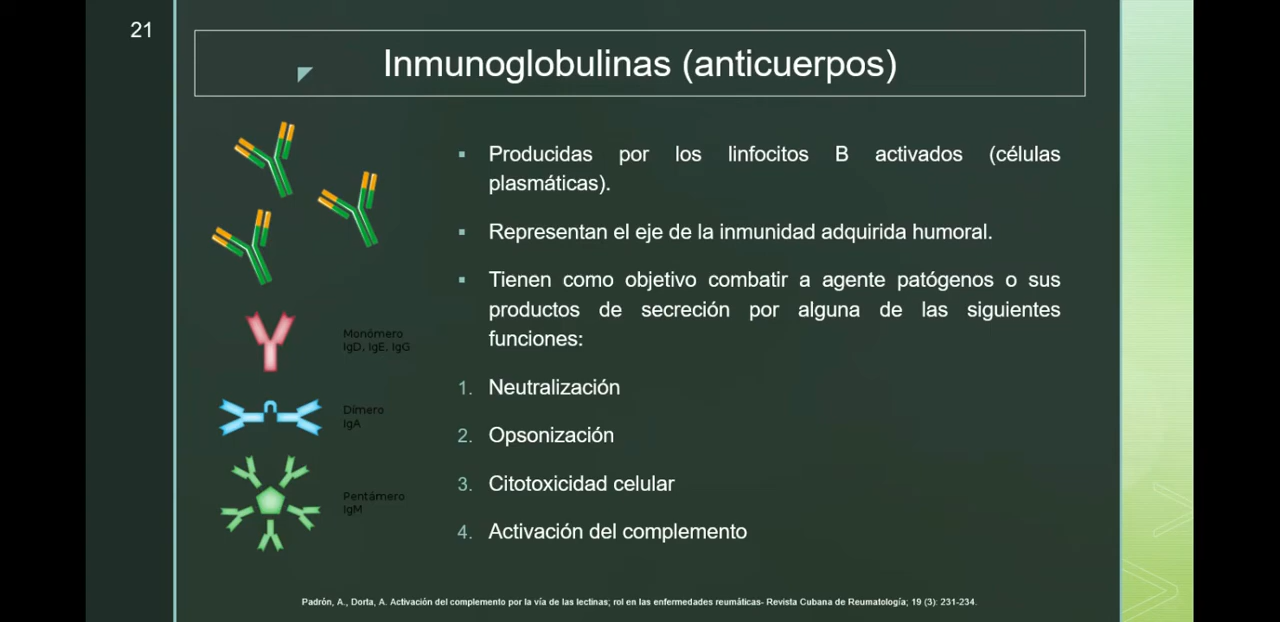 21
Inmunoglobulinas (anticuerpos)
▪ Producidas por los linfocitos B activados (células
plasmáticas).
▪ Representan el eje de la inmunidad adquirida humoral.
▪ Tienen como objetivo combatir a agente patógenos o sus
productos de secreción por alguna de las siguientes
funciones:
1. Neutralización
2. Opsonización
3. Citotoxicidad celular
4. Activación del complemento
Monómero
IgD, IgE, IgG
Dímero
IgA
Pentámero
IgM
Padrón, A., Dorta, A. Activación del complemento por la vía de las lectinas; rol en las enfermedades reumáticas- Revista Cubana de Reumatología; 19 (3): 231-234.